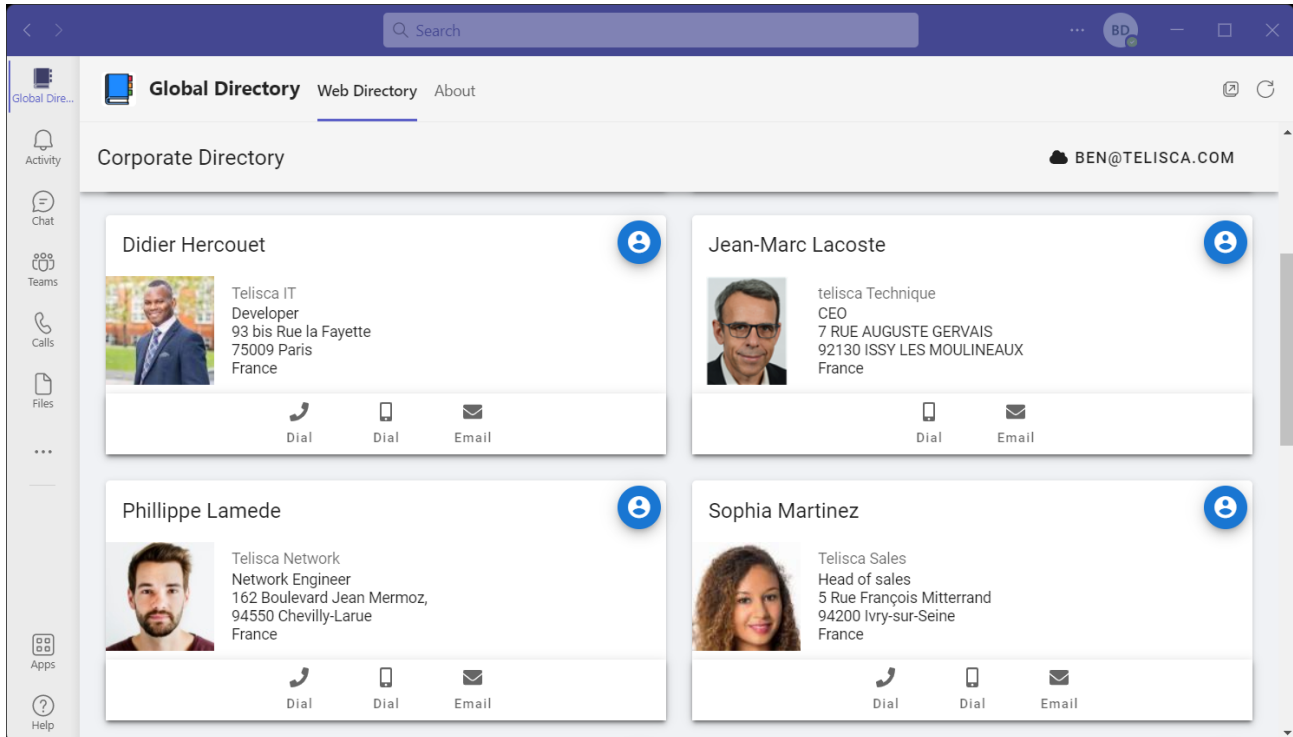 Search
BD
Global Dire...
Global Directory Web Directory About
Activity
Corporate Directory
BEN@TELISCA.COM
Chat
Teams
Calls
Files
Apps
Help
Didier Hercouet
Telisca IT
Developer
93 bis Rue la Fayette
75009 Paris
France
Dial Dial Email
Jean-Marc Lacoste
telisca Technique
CEO
7 RUE AUGUSTE GERVAIS
92130 ISSY LES MOULINEAUX
France
Dial Email
Phillippe Lamede
Telisca Network
Network Engineer
162 Boulevard Jean Mermoz,
94550 Chevilly-Larue
France
Dial Dial Email
Sophia Martinez
Telisca Sales
Head of sales
5 Rue François Mitterrand
94200 Ivry-sur-Seine
France
Dial Dial Email